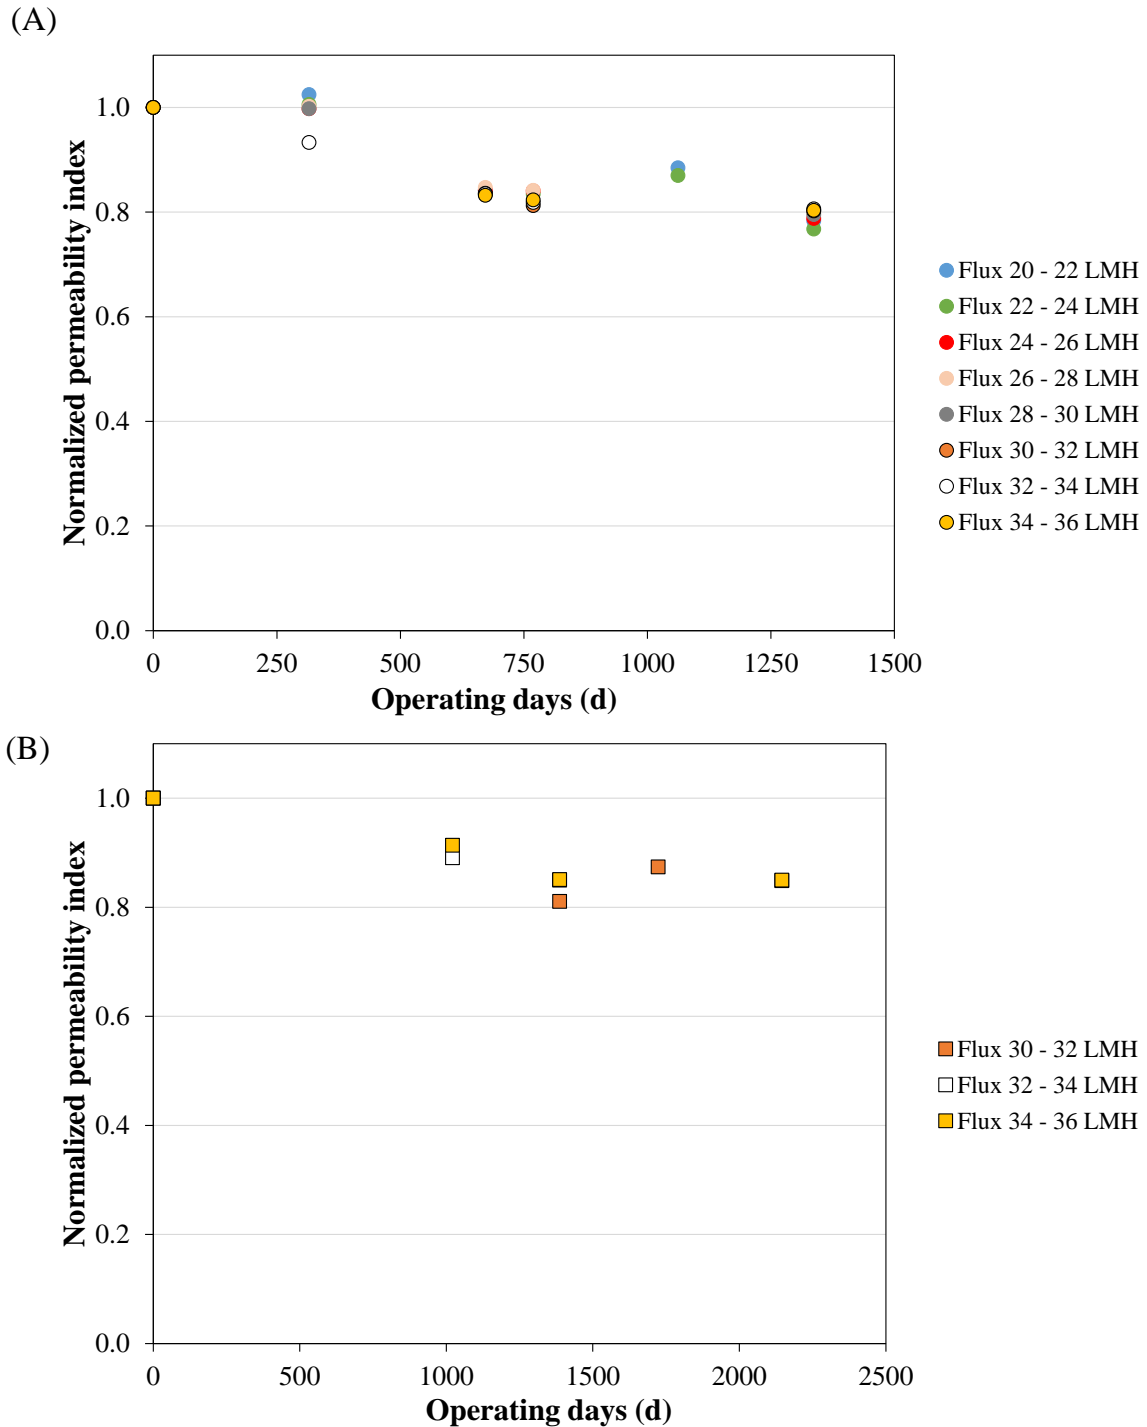 (A)
1.0
0.8
0.6
0.4
0.2
0.0
Normalized permeability index
0 250 500 750 1000 1250 1500
Operating days (d)
Flux 20 - 22 LMH
Flux 22 - 24 LMH
Flux 24 - 26 LMH
Flux 26 - 28 LMH
Flux 28 - 30 LMH
Flux 30 - 32 LMH
Flux 32 - 34 LMH
Flux 34 - 36 LMH
(B)
1.0
0.8
0.6
0.4
0.2
0.0
Normalized permeability index
0 500 1000 1500 2000 2500
Operating days (d)
Flux 30 - 32 LMH
Flux 32 - 34 LMH
Flux 34 - 36 LMH